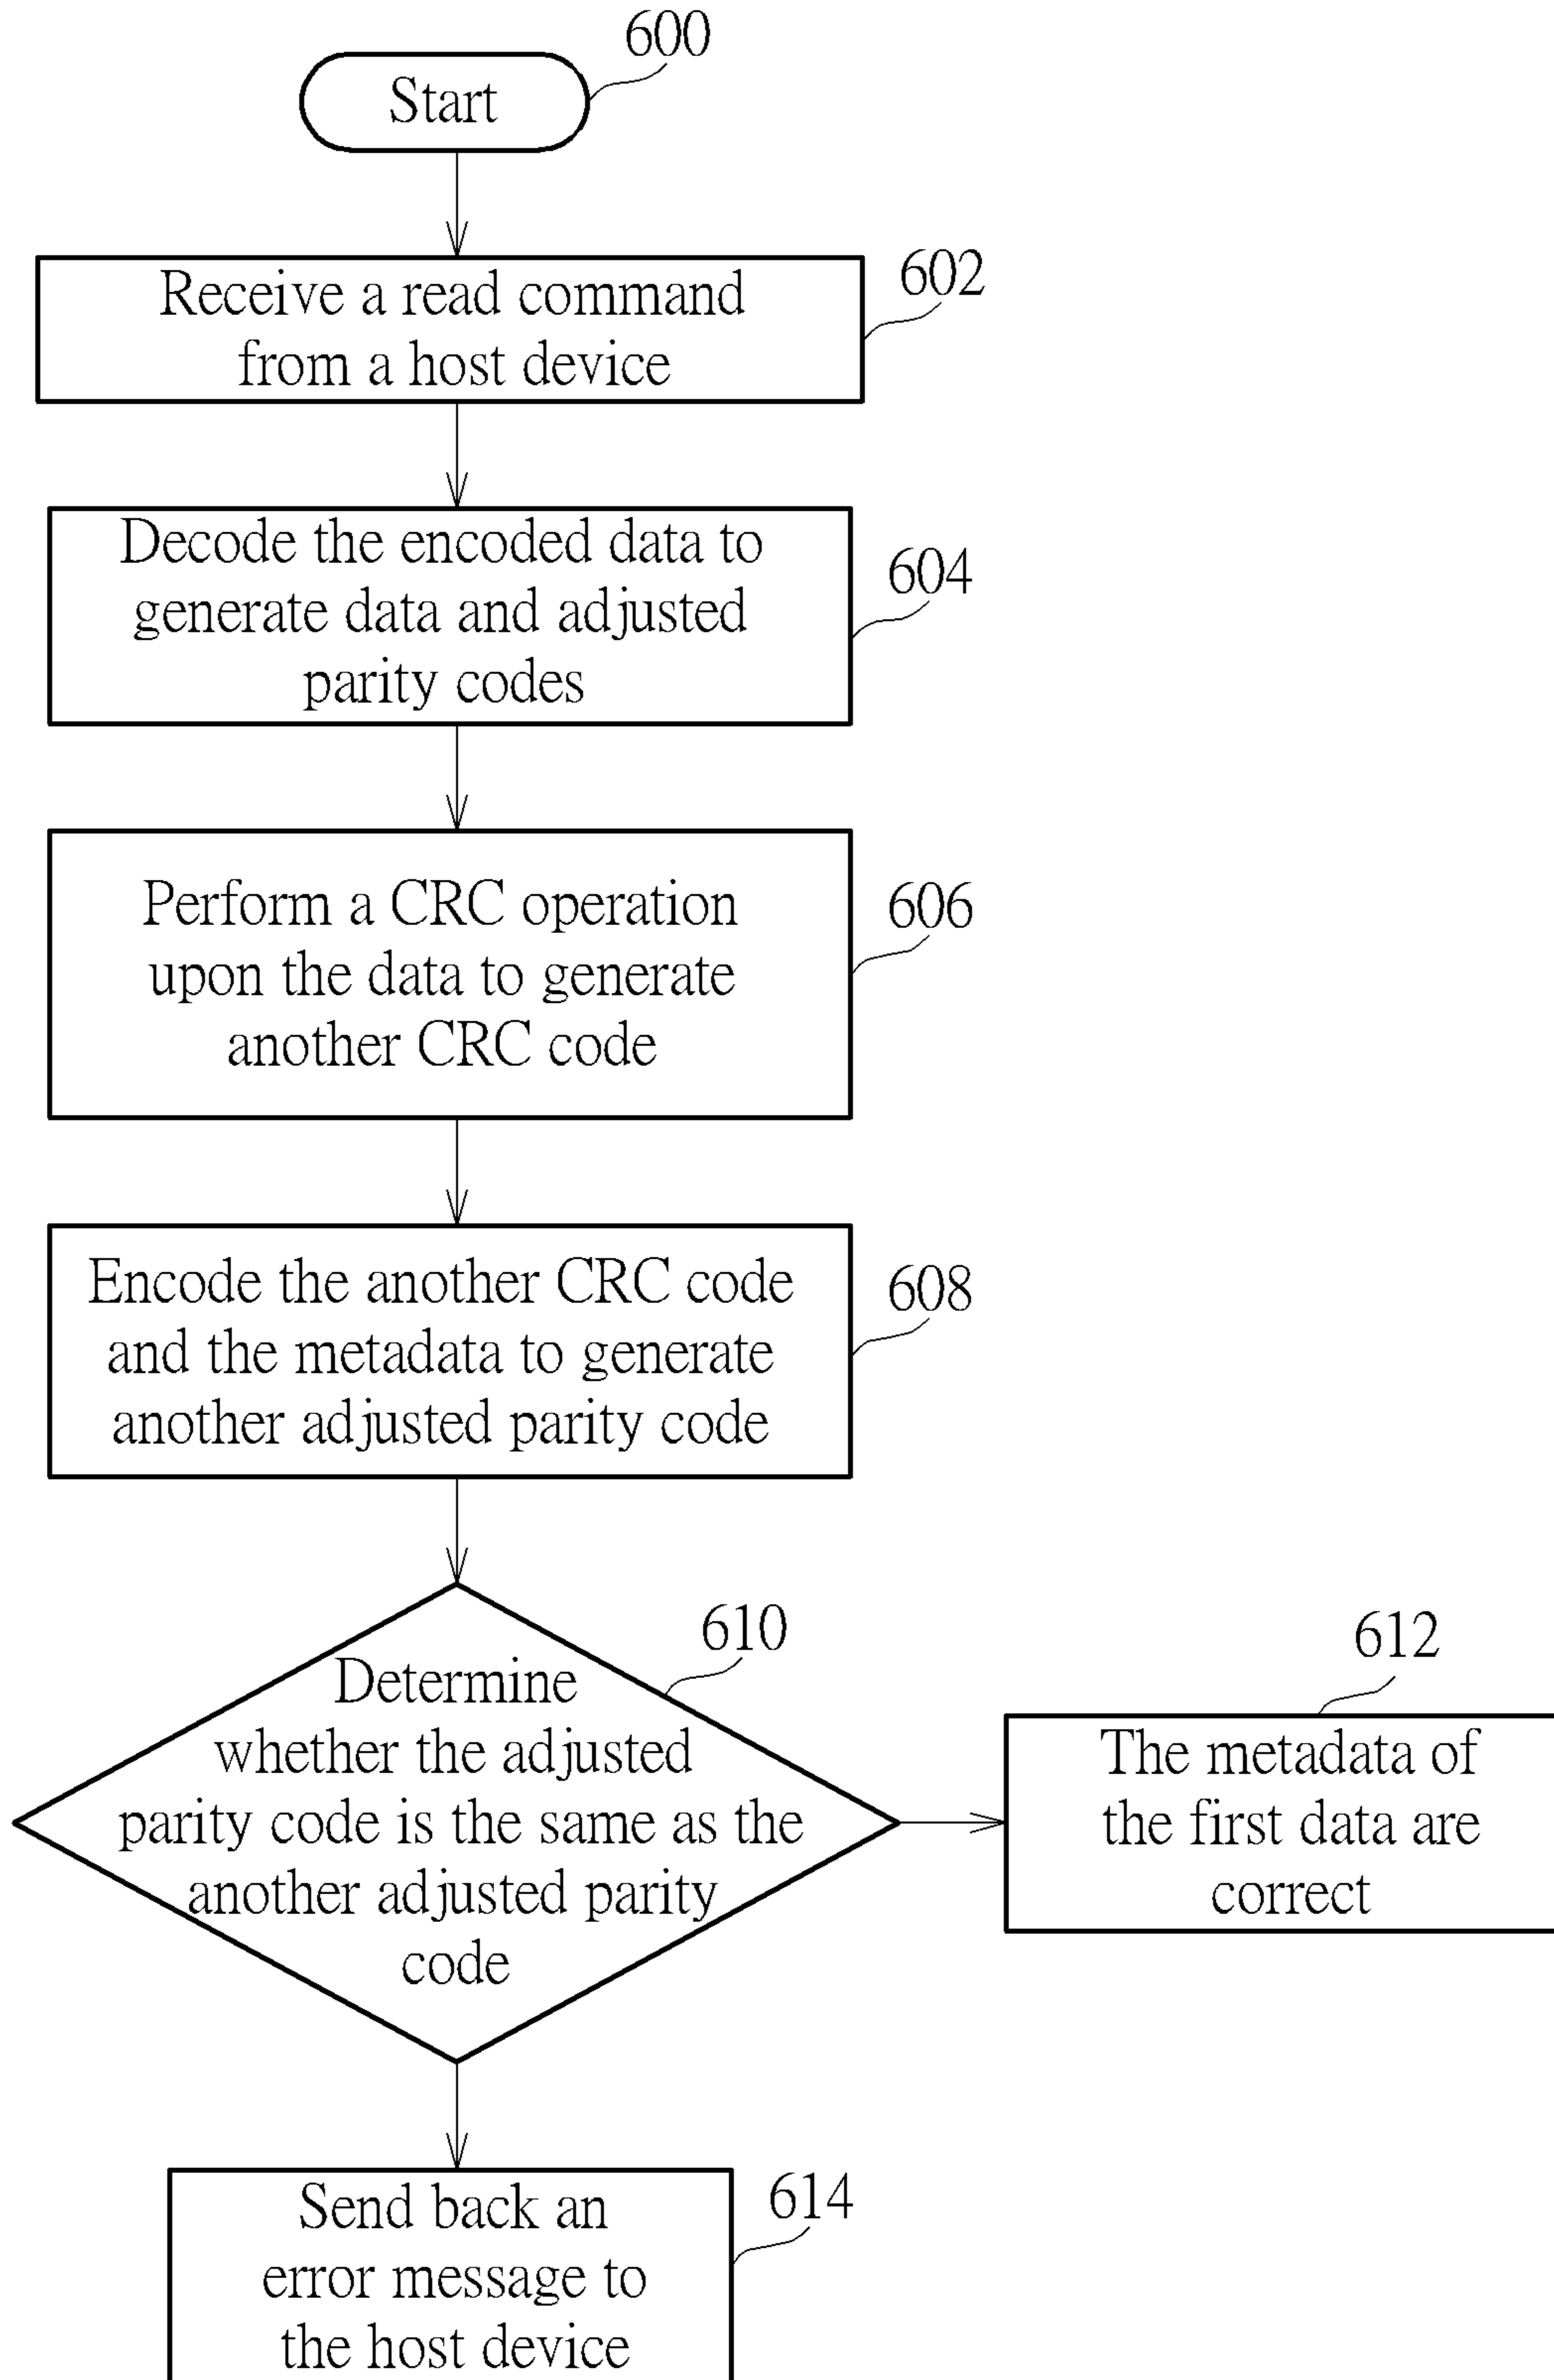 600
Start
602
Receive a read command
from a host device
604
Decode the encoded data to
generate data and adjusted
parity codes
606
Perform a CRC operation
upon the data to generate
another CRC code
608
Encode the another CRC code
and the metadata to generate
another adjusted parity code
610
Determine
whether the adjusted
parity code is the same as the
another adjusted parity
code
612
The metadata of
the first data are
correct
614
Send back an
error message to
the host device